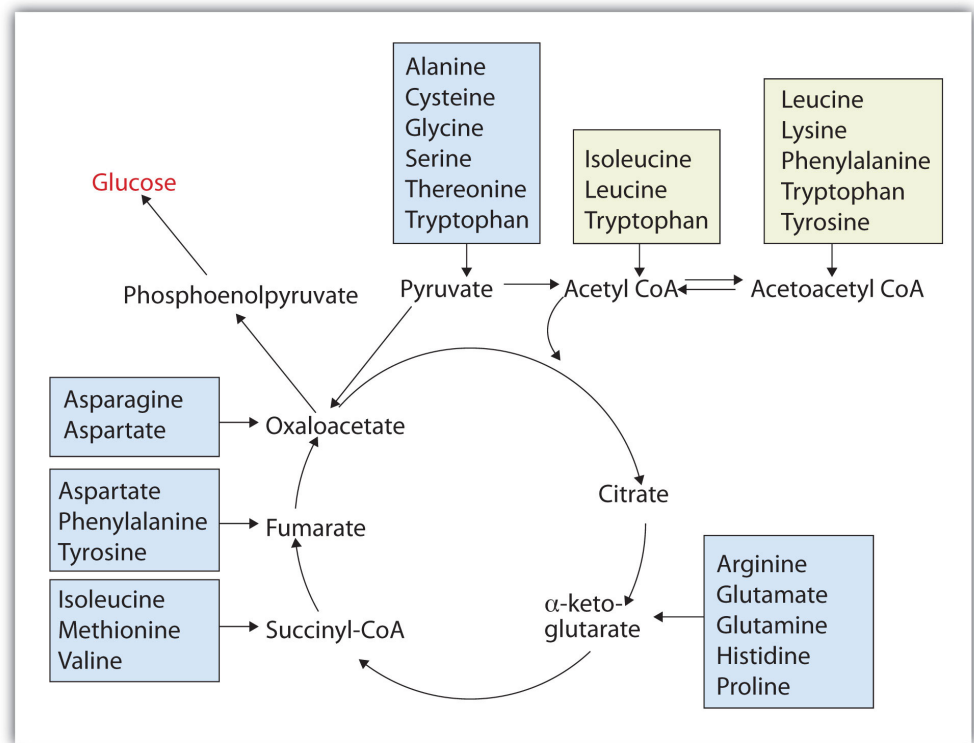 Alanine
Cysteine
Glycine
Serine
Thereonine
Tryptophan
Isoleucine
Leucine
Tryptophan
Leucine
Lysine
Phenylalanine
Tryptophan
Tyrosine
Glucose
Phosphoenolpyruvate
Pyruvate
Acetyl CoA
Acetoacetyl CoA
Asparagine
Aspartate
Oxaloacetate
Aspartate
Phenylalanine
Tyrosine
Fumarate
Citrate
Isoleucine
Methionine
Valine
Succinyl-CoA
α-keto-
glutarate
Arginine
Glutamate
Glutamine
Histidine
Proline